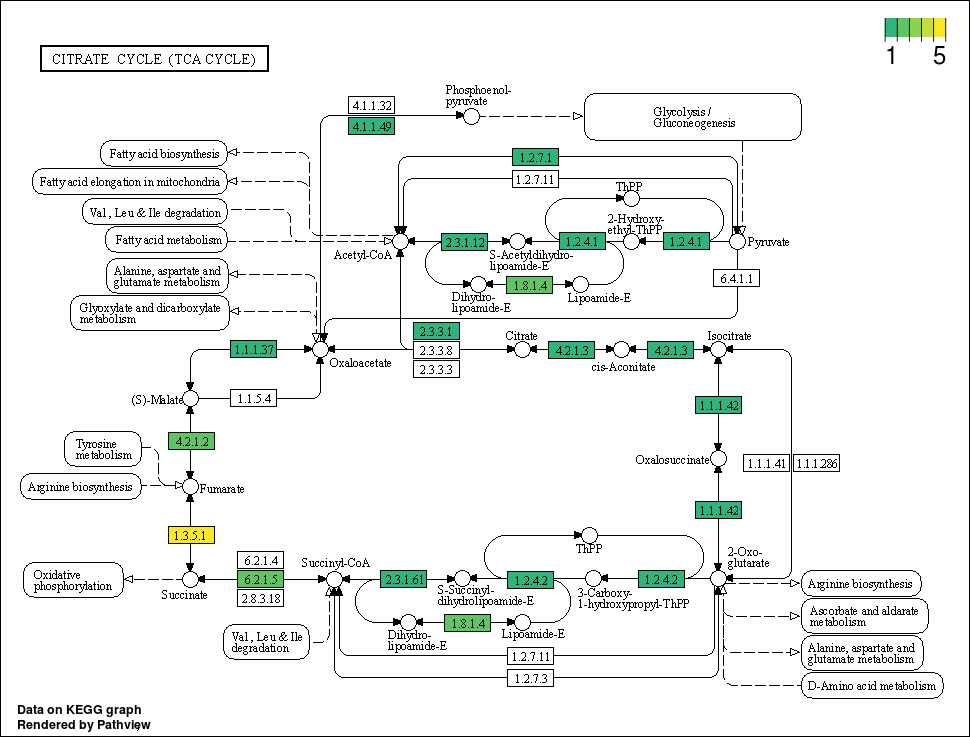 1 5
CITRATE CYCLE (TCA CYCLE)
Phosphoenol-
pyruvate
4.1.1.32
4.1.1.49
Glycolysis /
Gluconeogenesis
Fatty acid biosynthesis
Fatty acid elongation in mitochondria
Val, Leu & Ile degradation
Fatty acid metabolism
1.2.7.1
1.2.7.11
ThPP
2-Hydroxy-
ethyl-ThPP
Acetyl-CoA
2.3.1.12
S-Acetyldihydro-
lipoamide-E
1.2.4.1
1.2.4.1
Pyruvate
Alanine, aspartate and
glutamate metabolism
Glyoxylate and dicarboxylate
metabolism
Dihydro-
lipoamide-E
1.8.1.4
Lipoamide-E
6.4.1.1
1.1.1.37
Oxaloacetate
2.3.3.1
2.3.3.8
2.3.3.3
Citrate
4.2.1.3
cis-Aconitate
4.2.1.3
Isocitrate
(S)-Malate
1.1.5.4
1.1.1.42
4.2.1.2
Tyrosine
metabolism
Oxalosuccinate
1.1.1.41
1.1.1.286
Arginine biosynthesis
Fumarate
1.1.1.42
1.3.5.1
ThPP
2-Oxo-
glutarate
Oxidative
phosphorylation
Succinate
6.2.1.4
6.2.1.5
2.8.3.18
Succinyl-CoA
2.3.1.61
S-Succinyl-
dihydrolipoamide-E
1.2.4.2
3-Carboxy-
1-hydroxypropyl-ThPP
1.2.4.2
Arginine biosynthesis
Ascorbate and aldarate
metabolism
Val, Leu & Ile
degradation
Dihydro-
lipoamide-E
1.8.1.4
Lipoamide-E
Alanine, aspartate and
glutamate metabolism
1.2.7.11
1.2.7.3
D-Amino acid metabolism
Data on KEGG graph
Rendered by Pathview